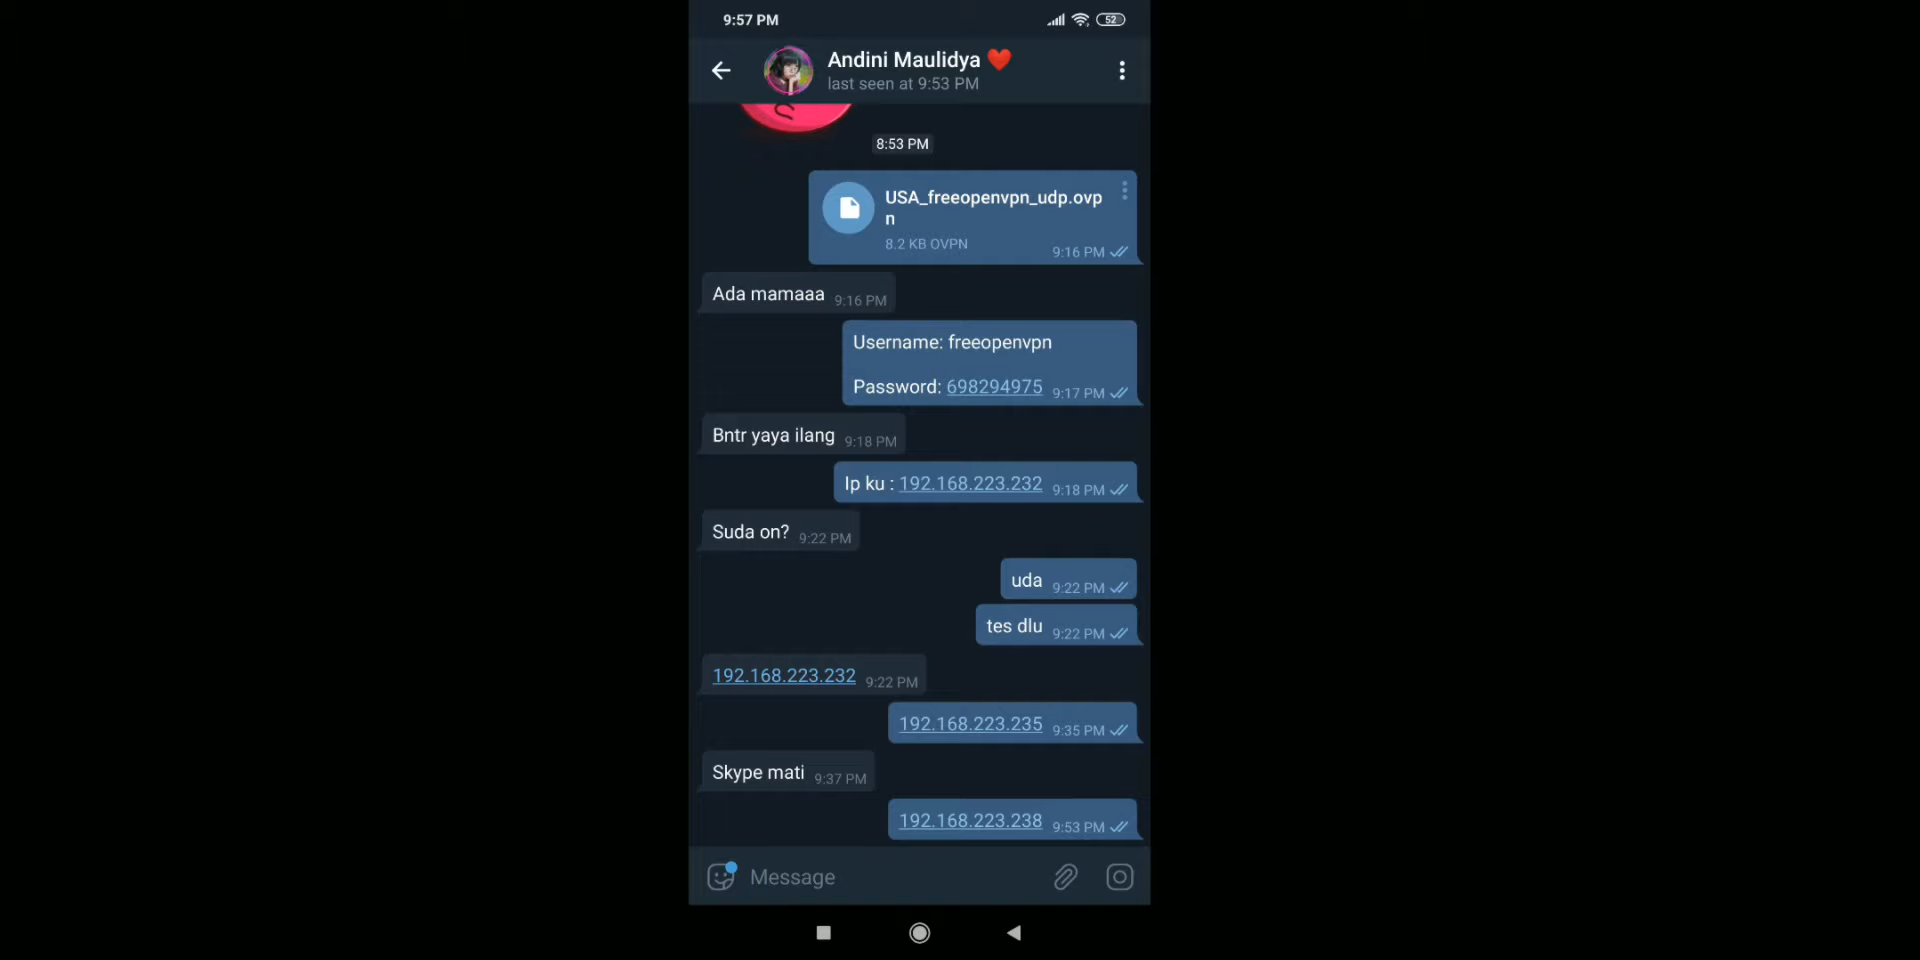 9:57 PM
52
Andini Maulidya ❤️
last seen at 9:53 PM
8:53 PM
USA_freeopenvpn_udp.ovp
n
8.2 KB OVPN
9:16 PM
Ada mamaaa 9:16 PM
Username: freeopenvpn
Password: 698294975 9:17 PM
Bntr yaya ilang 9:18 PM
Ip ku : 192.168.223.232 9:18 PM
Suda on? 9:22 PM
uda 9:22 PM
tes dlu 9:22 PM
192.168.223.232 9:22 PM
192.168.223.235 9:35 PM
Skype mati 9:37 PM
192.168.223.238 9:53 PM
Message